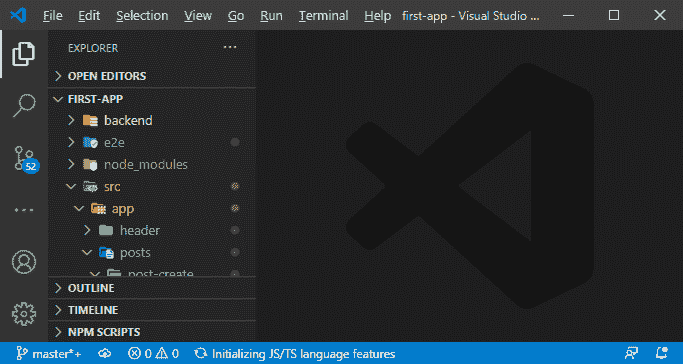 File Edit Selection View Go Run Terminal Help first-app - Visual Studio ...
EXPLORER ...
OPEN EDITORS
FIRST-APP
backend
e2e
node_modules
src
app
header
posts
post-create
OUTLINE
TIMELINE
NPM SCRIPTS
52
master*+ 0 0 Initializing JS/TS language features